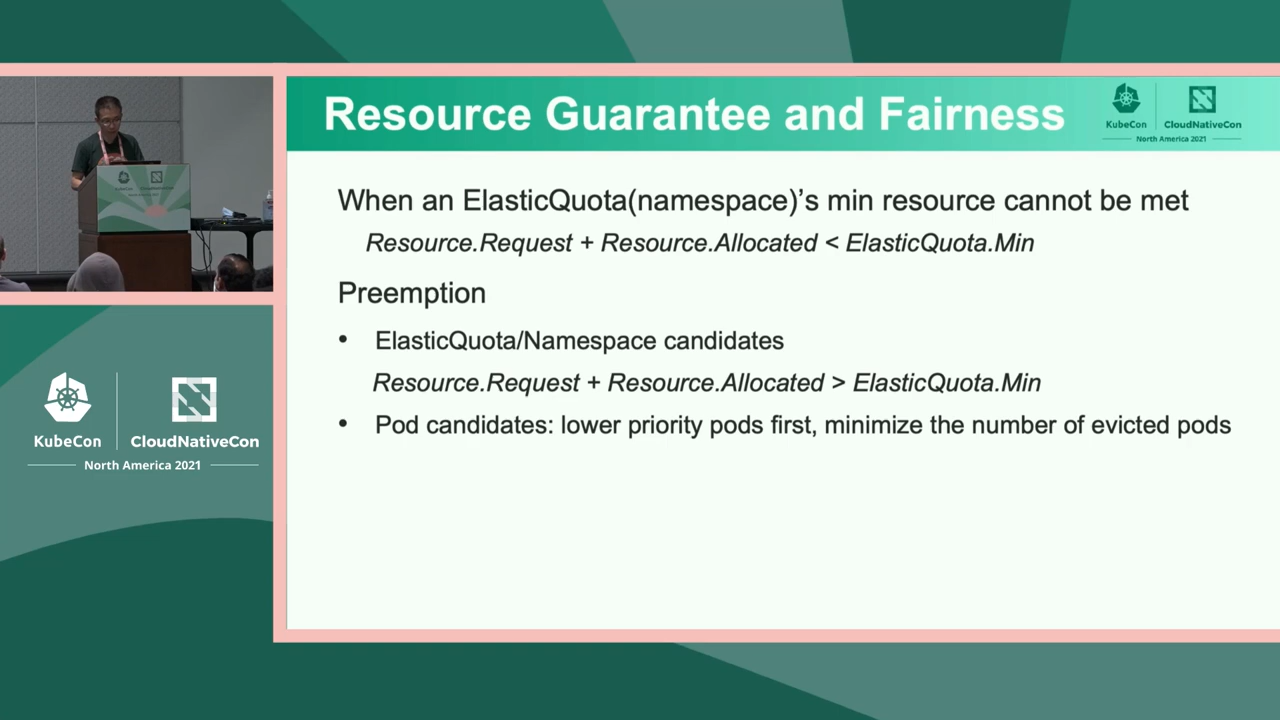 Resource Guarantee and Fairness
KubeCon
CloudNativeCon
North America 2021
When an ElasticQuota(namespace)’s min resource cannot be met
Resource.Request + Resource.Allocated < ElasticQuota.Min
Preemption
• ElasticQuota/Namespace candidates
Resource.Request + Resource.Allocated > ElasticQuota.Min
• Pod candidates: lower priority pods first, minimize the number of evicted pods
KubeCon
CloudNativeCon
North America 2021